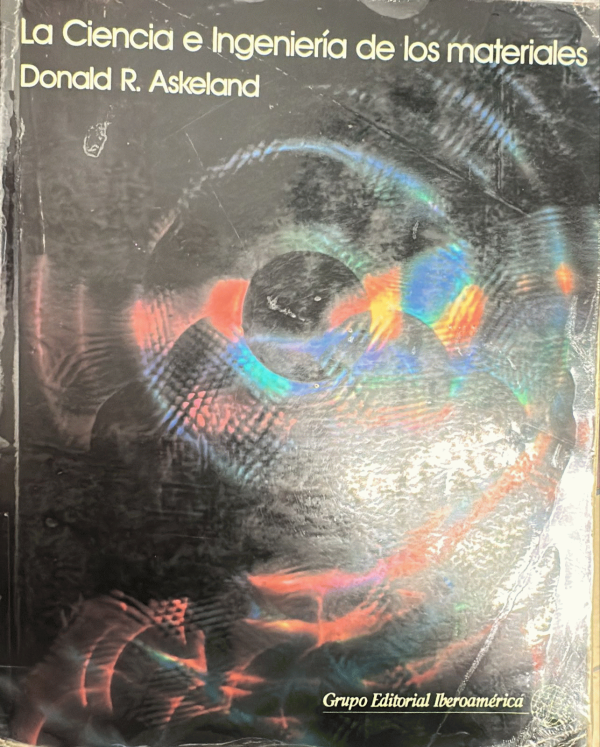 La Ciencia e Ingeniería de los materiales
Donald R. Askeland
Grupo Editorial Iberoamérica